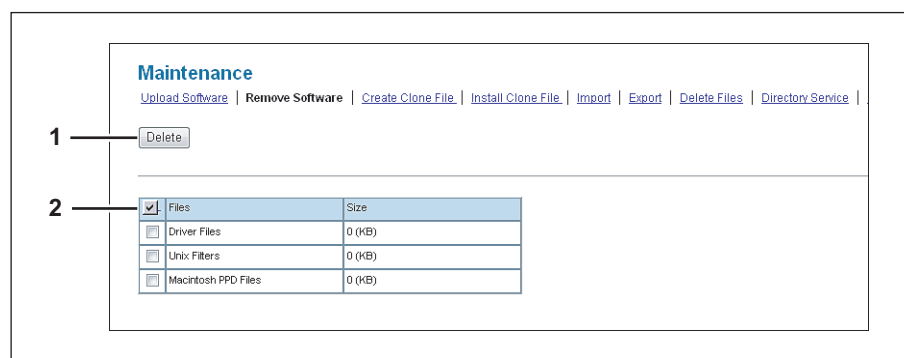 Maintenance
Upload Software | Remove Software | Create Clone File | Install Clone File | Import | Export | Delete Files | Directory Service |
1 Delete
2 Files Size
Driver Files 0 (KB)
Unix Filters 0 (KB)
Macintosh PPD Files 0 (KB)